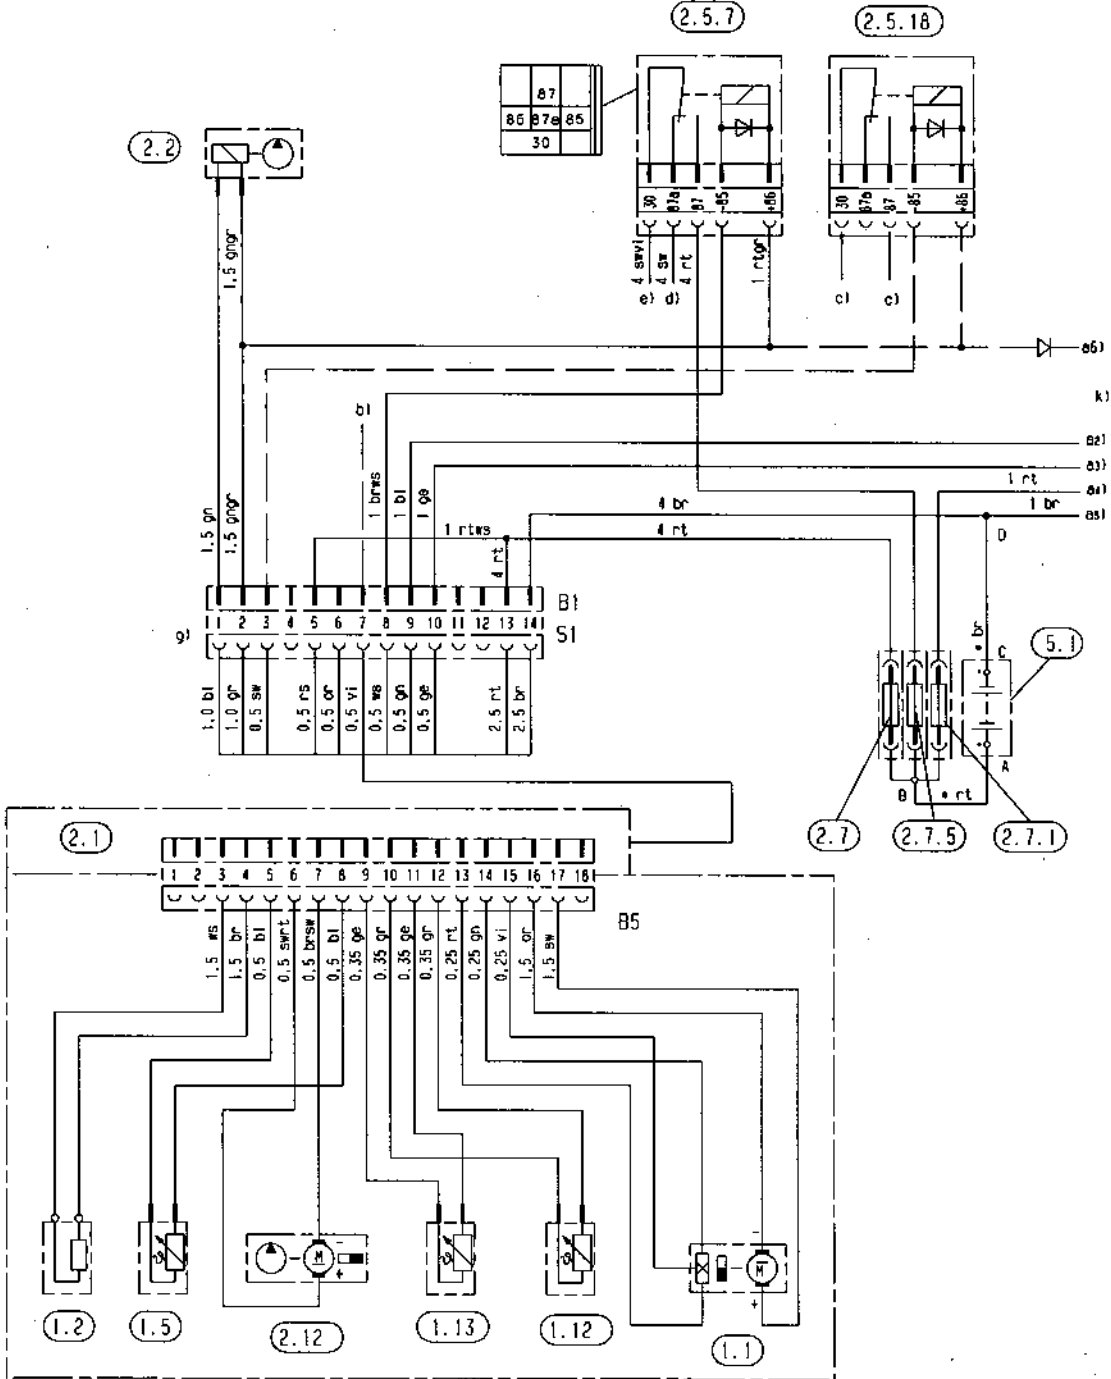 2.5.7
2.5.18
87
86 87a 85
30
2.2
30 87a 87 -85 +86
30 87a 87 -85 +86
1.5 gngr
4 swvi
4 sw
4 rt
1 rtgr
e) d)
c) c)
86)
k)
b)
82)
83)
1 rt
84)
1 br
85)
1.5 gn
1.5 gngr
1 brws
1 bl
1 ge
4 br
1 rtws
4 rt
4 rt
D
B1
1 2 3 4 5 6 7 8 9 10 11 12 13 14
S1
g)
1.0 bl
1.0 gr
0.5 sw
0.5 rs
0.5 or
0.5 vi
0.5 ws
0.5 gn
0.5 ge
2.5 rt
2.5 br
* br
C
5.1
-
+
A
B
* rt
2.7
2.7.5
2.7.1
2.1
1 2 3 4 5 6 7 8 9 10 11 12 13 14 15 16 17 18
B5
1.5 ws
1.5 br
0.5 bl
0.5 swrt
0.5 brsw
0.5 bl
0.35 ge
0.35 gr
0.35 ge
0.35 gr
0.25 rt
0.25 gn
0.25 vi
1.5 gr
1.5 sw
M
-
+
M
-
+
1.2
1.5
2.12
1.13
1.12
1.1